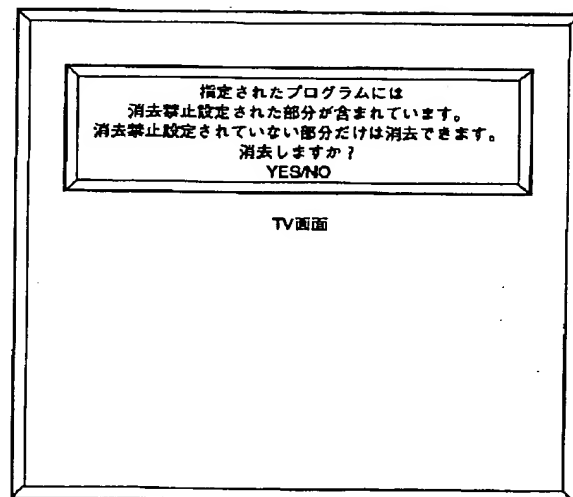 指定されたプログラムには
消去禁止設定された部分が含まれています。
消去禁止設定されていない部分だけは消去できます。
消去しますか？
YES/NO
TV画面